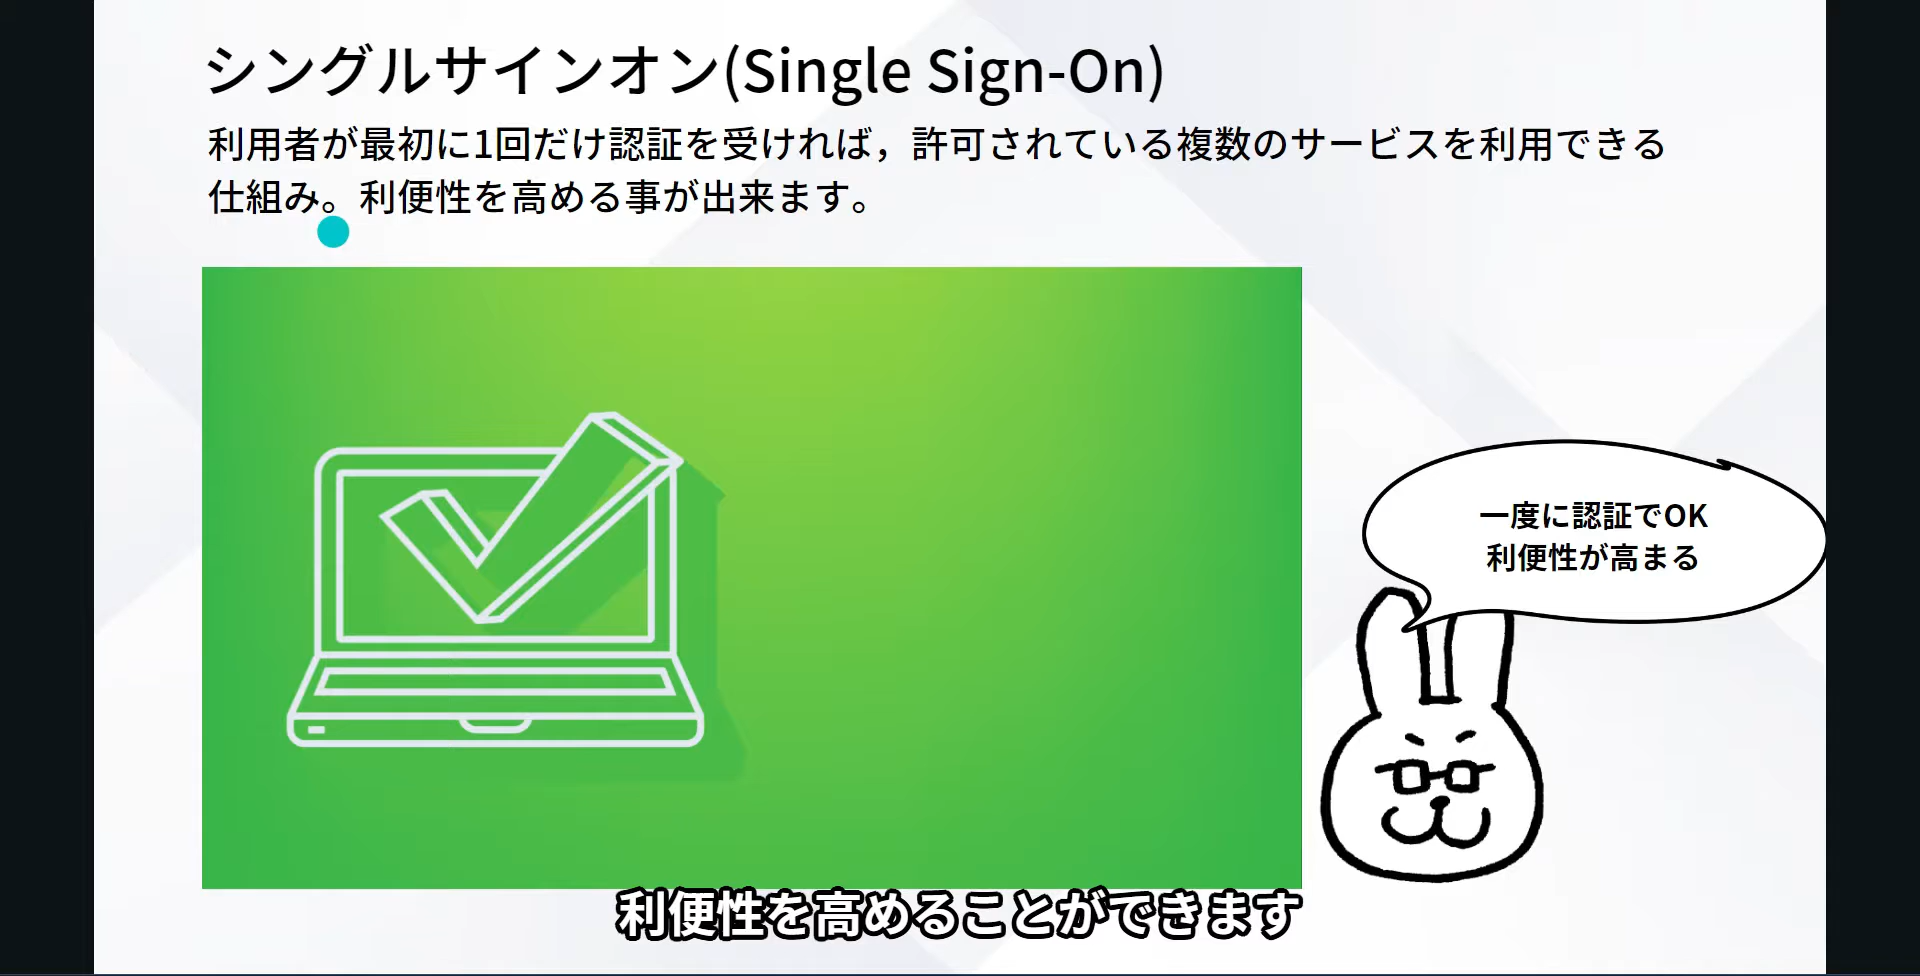 シングルサインオン(Single Sign-On)
利用者が最初に1回だけ認証を受ければ，許可されている複数のサービスを利用できる
仕組み。利便性を高める事が出来ます。
一度に認証でOK
利便性が高まる
利便性を高めることができます